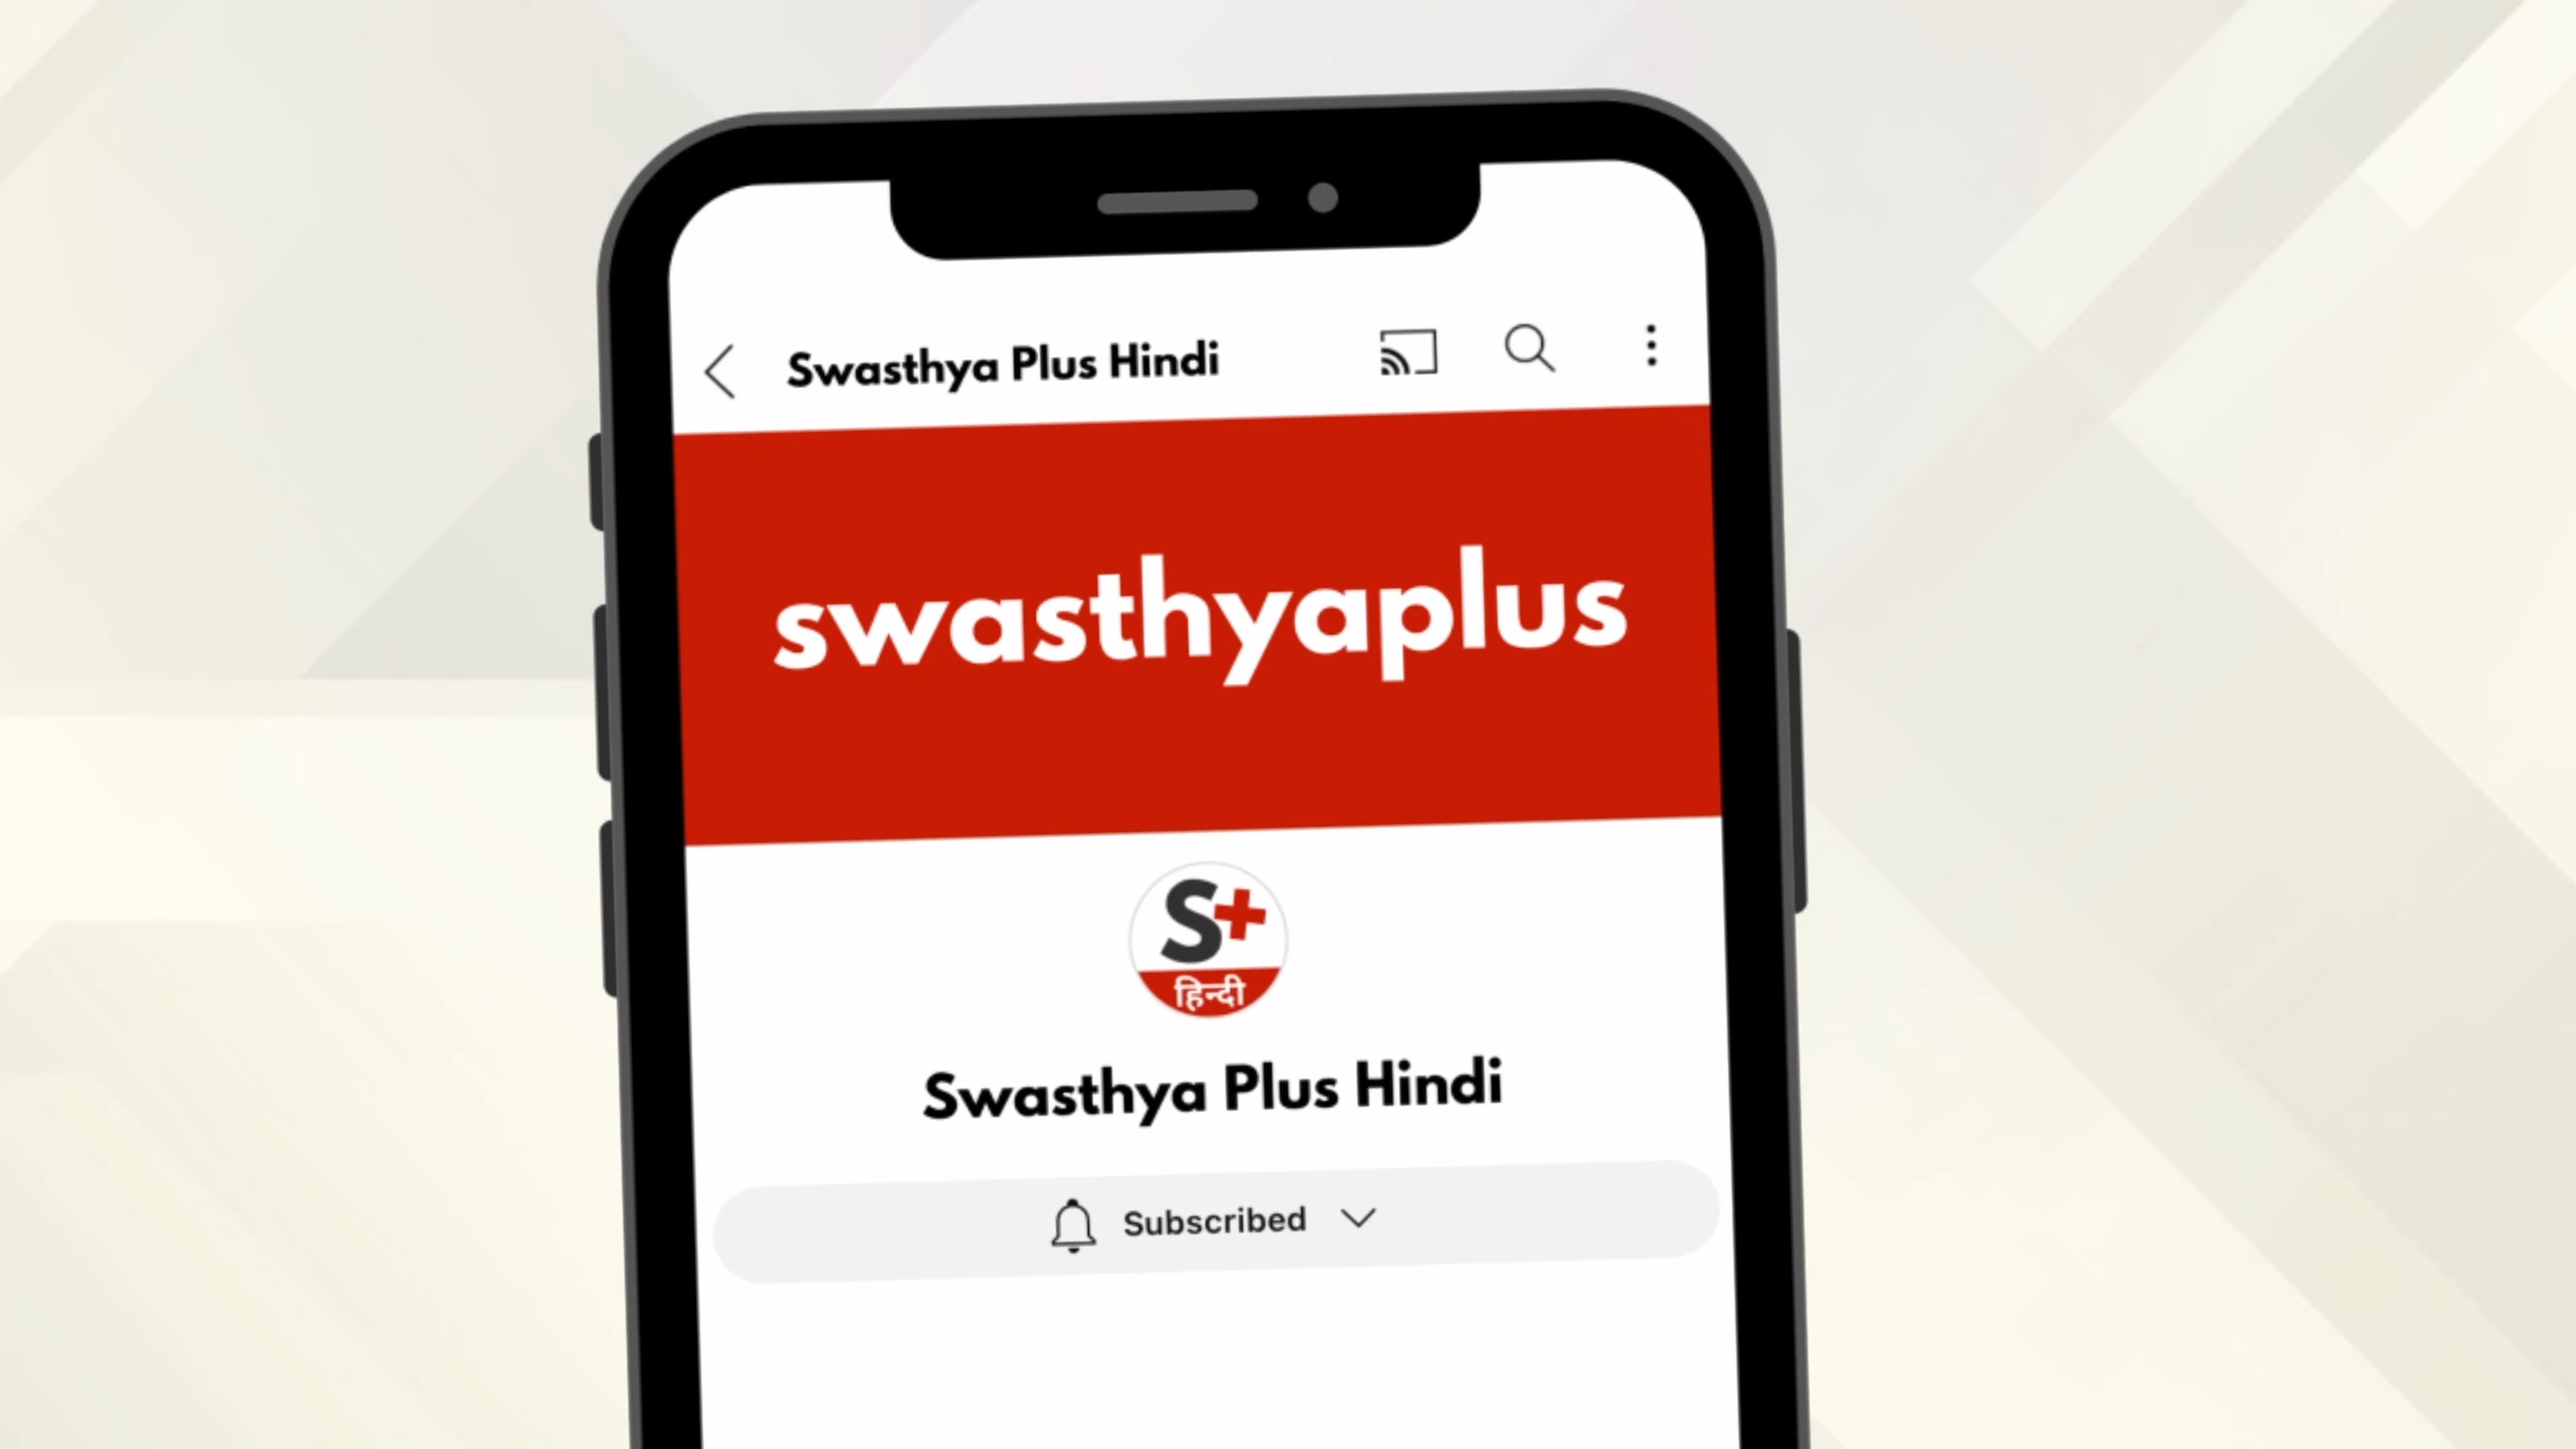 Swasthya Plus Hindi
swasthyaplus
S+
हिन्दी
Swasthya Plus Hindi
Subscribed